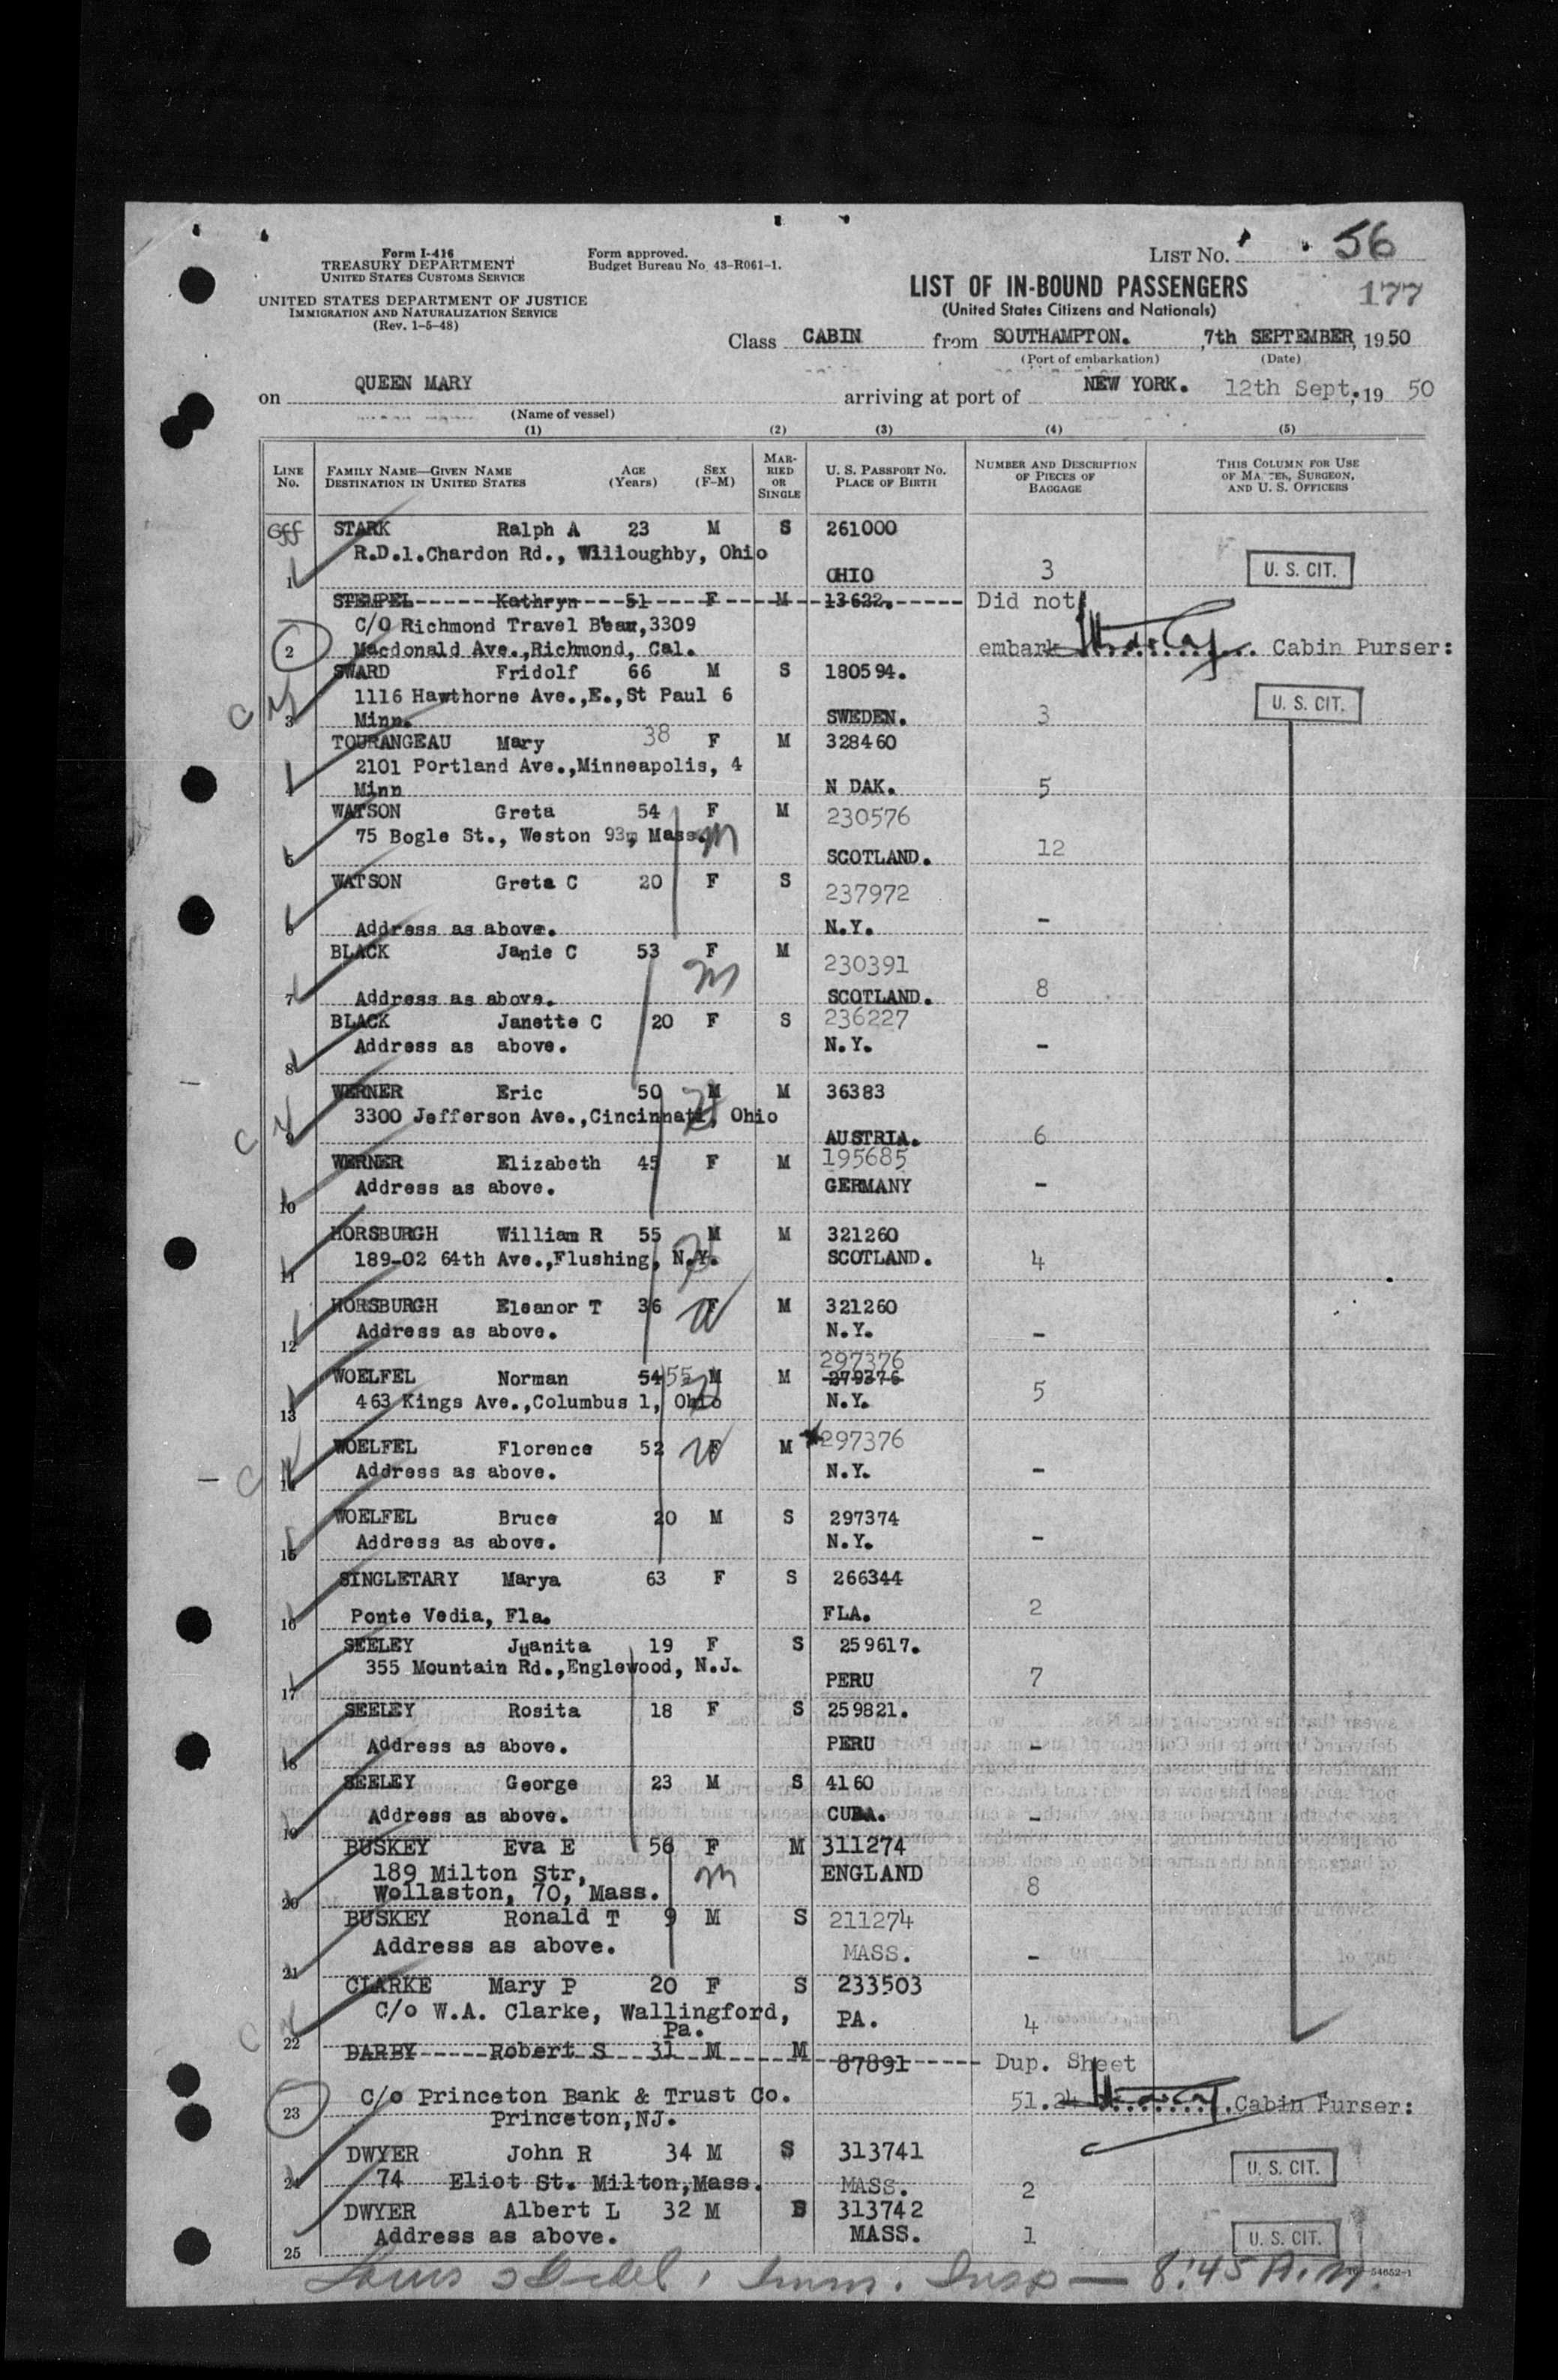 Form I-416
TREASURY DEPARTMENT
UNITED STATES CUSTOMS SERVICE
UNITED STATES DEPARTMENT OF JUSTICE
IMMIGRATION AND NATURALIZATION SERVICE
(Rev. 1-5-48)
Form approved.
Budget Bureau No. 43-R061-1.
LIST No. 56
177
LIST OF IN-BOUND PASSENGERS
(United States Citizens and Nationals)
Class CABIN from SOUTHAMPTON. 7th SEPTEMBER, 1950
(Port of embarkation) (Date)
on QUEEN MARY arriving at port of NEW YORK. 12th Sept. 19 50
(Name of vessel)
(1) (2) (3) (4) (5)
LINE No. FAMILY NAME—GIVEN NAME DESTINATION IN UNITED STATES AGE (Years) SEX (F-M) MARRIED OR SINGLE U. S. PASSPORT NO. PLACE OF BIRTH NUMBER AND DESCRIPTION OF PIECES OF BAGGAGE THIS COLUMN FOR USE OF MASTER, SURGEON, AND U. S. OFFICERS
Off STARK Ralph A 23 M S 261000
R.D.1.Chardon Rd., Willoughby, Ohio
1 OHIO 3 U. S. CIT.
STEMPEL Kathryn 51 F M 13622. Did not
C/O Richmond Travel Beau,3309
2 Macdonald Ave.,Richmond, Cal. embark Cabin Purser:
SWARD Fridolf 66 M S 180594.
1116 Hawthorne Ave.,E.,St Paul 6 U. S. CIT.
C 3 Minn. SWEDEN. 3
TOURANGEAU Mary 38 F M 328460
2101 Portland Ave.,Minneapolis, 4
Minn N DAK. 5
WATSON Greta 54 F M 230576
75 Bogle St., Weston 93, Mass. m
5 SCOTLAND. 12
WATSON Greta C 20 F S 237972
6 Address as above. N.Y. -
BLACK Janie C 53 F M 230391
m
7 Address as above. SCOTLAND. 8
BLACK Janette C 20 F S 236227
Address as above. N.Y. -
8
WERNER Eric 50 M M 36383
3300 Jefferson Ave.,Cincinnati, Ohio
C 9 AUSTRIA. 6
WERNER Elizabeth 45 F M 195685
Address as above. GERMANY -
10
HORSBURGH William R 55 M M 321260
189-02 64th Ave.,Flushing, N.Y. SCOTLAND. 4
11
HORSBURGH Eleanor T 36 F M 321260
Address as above. N.Y. -
12
297376
WOELFEL Norman 54 55 M M 279376
463 Kings Ave.,Columbus 1, Ohio N.Y. 5
13
WOELFEL Florence 52 F M 297376
C Address as above. N.Y. -
14
WOELFEL Bruce 20 M S 297374
Address as above. N.Y. -
15
SINGLETARY Marya 63 F S 266344
16 Ponte Vedia, Fla. FLA. 2
SEELEY Juanita 19 F S 259617.
355 Mountain Rd.,Englewood, N.J.
17 PERU 7
SEELEY Rosita 18 F S 259821.
18 Address as above. PERU -
SEELEY George 23 M S 4160
19 Address as above. CUBA. -
BUSKEY Eva E 56 F M 311274
189 Milton Str, m ENGLAND
20 Wollaston, 70, Mass. 8
BUSKEY Ronald T 9 M S 211274
Address as above. MASS. -
21
CLARKE Mary P 20 F S 233503
C/o W.A. Clarke, Wallingford, PA. 4
C 22 Pa.
DARBY Robert S 31 M M 87891 Dup. Sheet
C/o Princeton Bank & Trust Co. 51.24 Cabin Purser:
23 Princeton,NJ.
DWYER John R 34 M S 313741
24 74 Eliot St. Milton,Mass. MASS. 2 U. S. CIT.
DWYER Albert L 32 M S 313742
Address as above. MASS. 1 U. S. CIT.
25
Louis Imm. Insp — 8:45 A.M.
54652-1